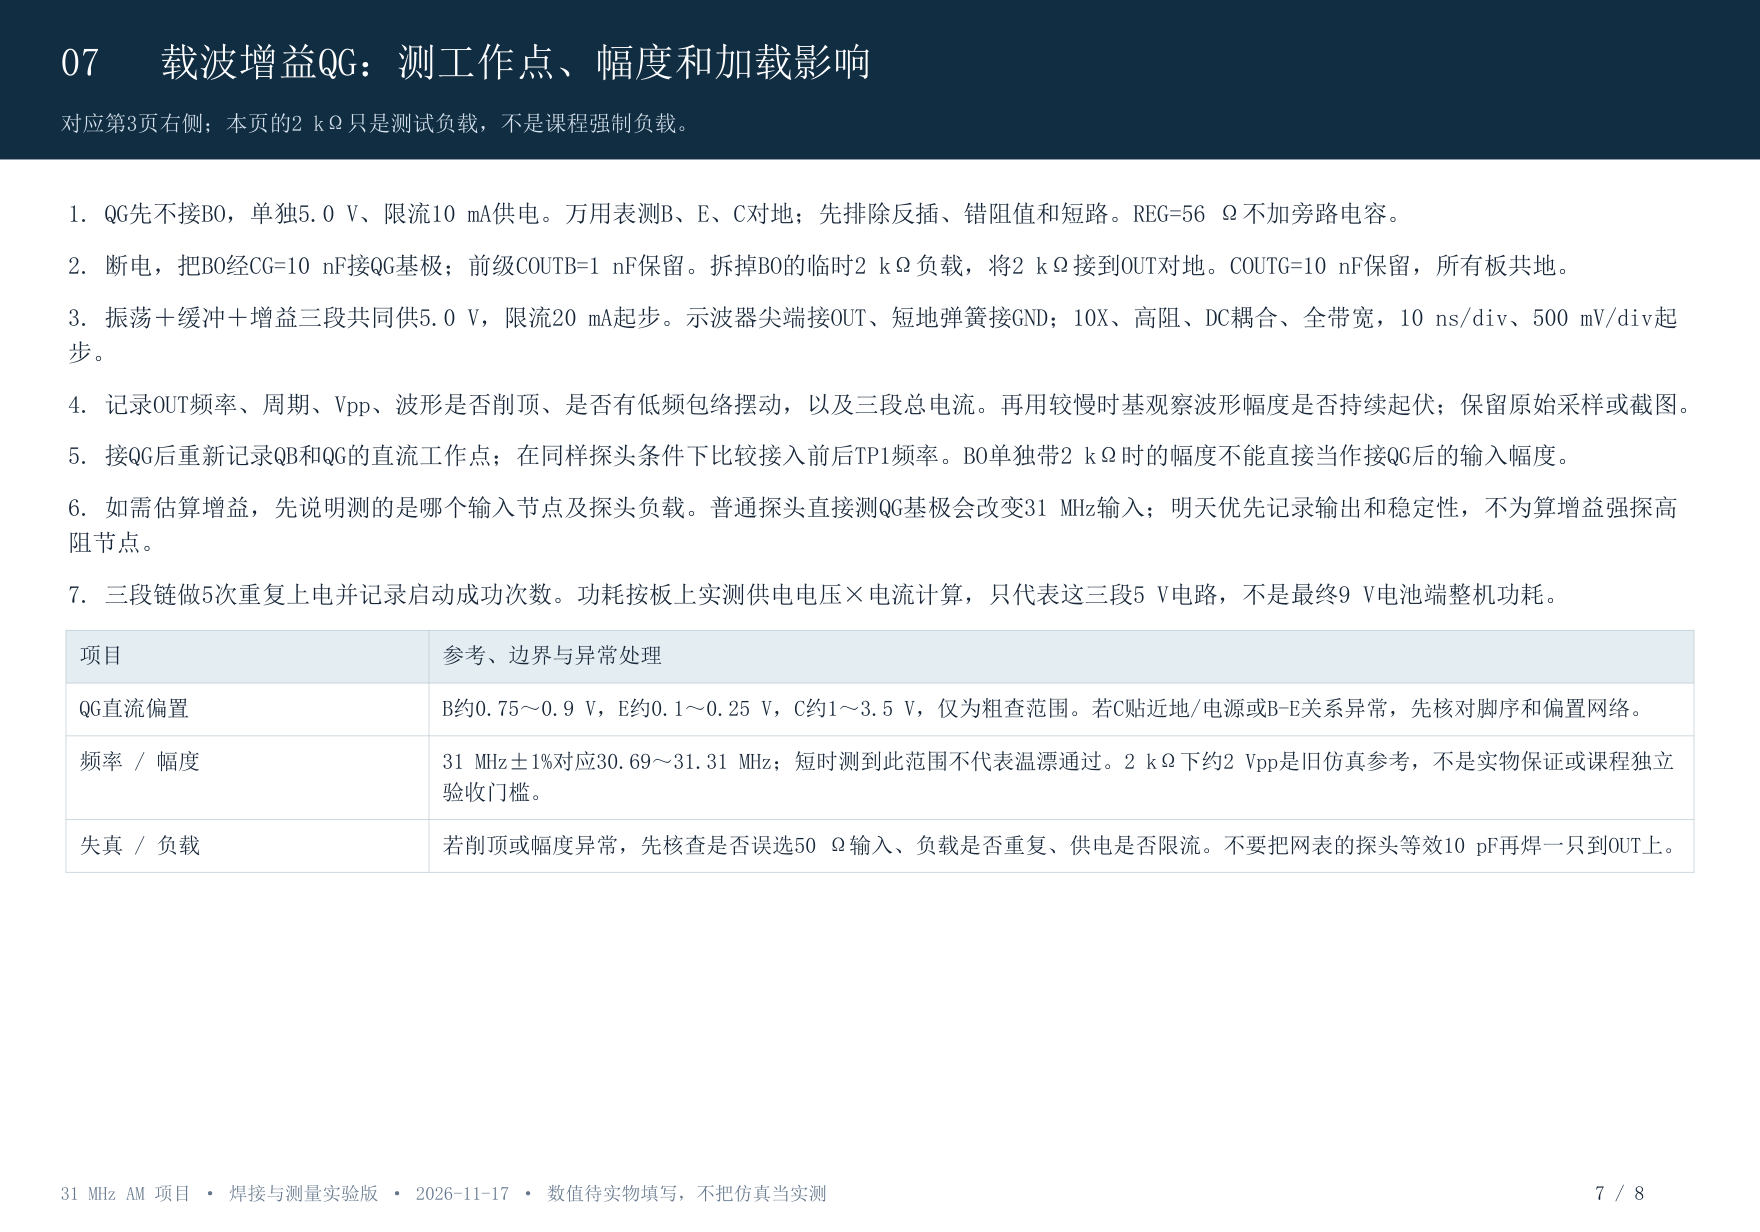 07 载波增益QG：测工作点、幅度和加载影响
对应第3页右侧；本页的2 kΩ只是测试负载，不是课程强制负载。
1. QG先不接BO，单独5.0 V、限流10 mA供电。万用表测B、E、C对地；先排除反插、错阻值和短路。REG=56 Ω不加旁路电容。
2. 断电，把BO经CG=10 nF接QG基极；前级COUTB=1 nF保留。拆掉BO的临时2 kΩ负载，将2 kΩ接到OUT对地。COUTG=10 nF保留，所有板共地。
3. 振荡＋缓冲＋增益三段共同供5.0 V，限流20 mA起步。示波器尖端接OUT、短地弹簧接GND；10X、高阻、DC耦合、全带宽，10 ns/div、500 mV/div起
步。
4. 记录OUT频率、周期、Vpp、波形是否削顶、是否有低频包络摆动，以及三段总电流。再用较慢时基观察波形幅度是否持续起伏；保留原始采样或截图。
5. 接QG后重新记录QB和QG的直流工作点；在同样探头条件下比较接入前后TP1频率。BO单独带2 kΩ时的幅度不能直接当作接QG后的输入幅度。
6. 如需估算增益，先说明测的是哪个输入节点及探头负载。普通探头直接测QG基极会改变31 MHz输入；明天优先记录输出和稳定性，不为算增益强探高
阻节点。
7. 三段链做5次重复上电并记录启动成功次数。功耗按板上实测供电电压×电流计算，只代表这三段5 V电路，不是最终9 V电池端整机功耗。
项目 参考、边界与异常处理
QG直流偏置 B约0.75～0.9 V，E约0.1～0.25 V，C约1～3.5 V，仅为粗查范围。若C贴近地/电源或B-E关系异常，先核对脚序和偏置网络。
频率 / 幅度 31 MHz±1%对应30.69～31.31 MHz；短时测到此范围不代表温漂通过。2 kΩ下约2 Vpp是旧仿真参考，不是实物保证或课程独立
验收门槛。
失真 / 负载 若削顶或幅度异常，先核查是否误选50 Ω输入、负载是否重复、供电是否限流。不要把网表的探头等效10 pF再焊一只到OUT上。
31 MHz AM 项目 • 焊接与测量实验版 • 2026-11-17 • 数值待实物填写，不把仿真当实测 7 / 8